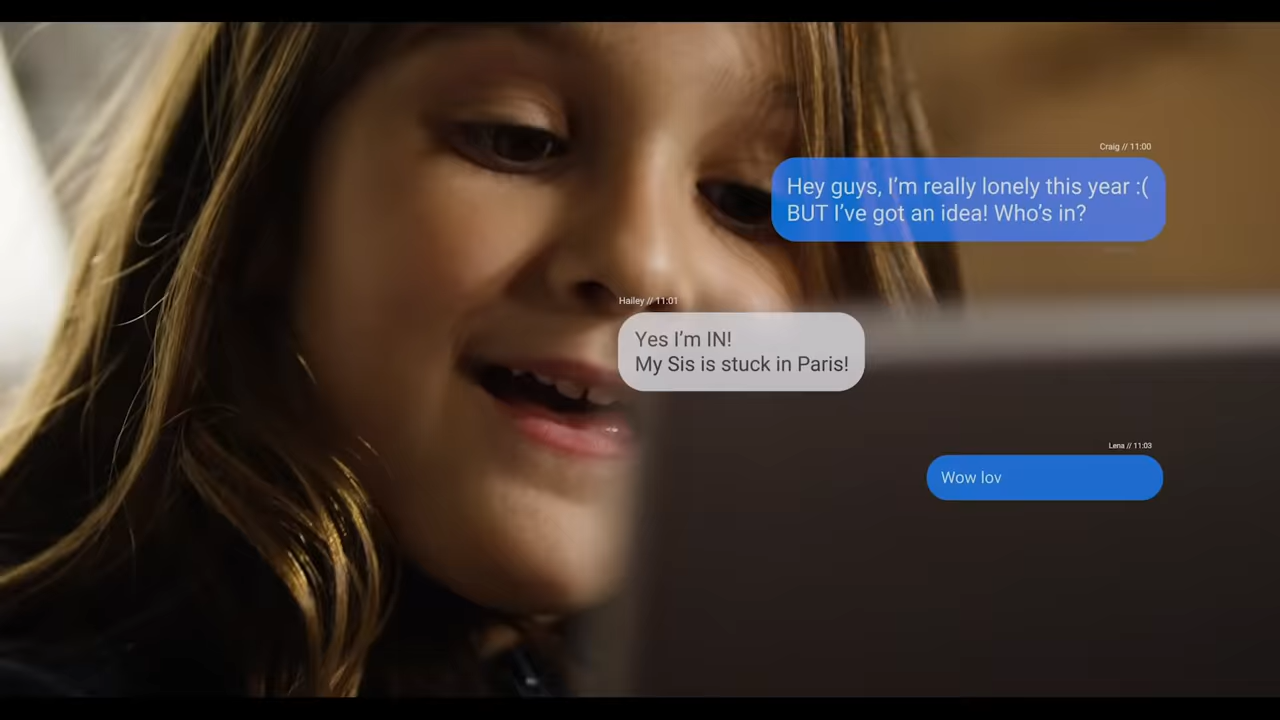 Craig // 11:00
Hey guys, I'm really lonely this year :(
BUT I've got an idea! Who's in?
Hailey // 11:01
Yes I'm IN!
My Sis is stuck in Paris!
Lena // 11:03
Wow lov